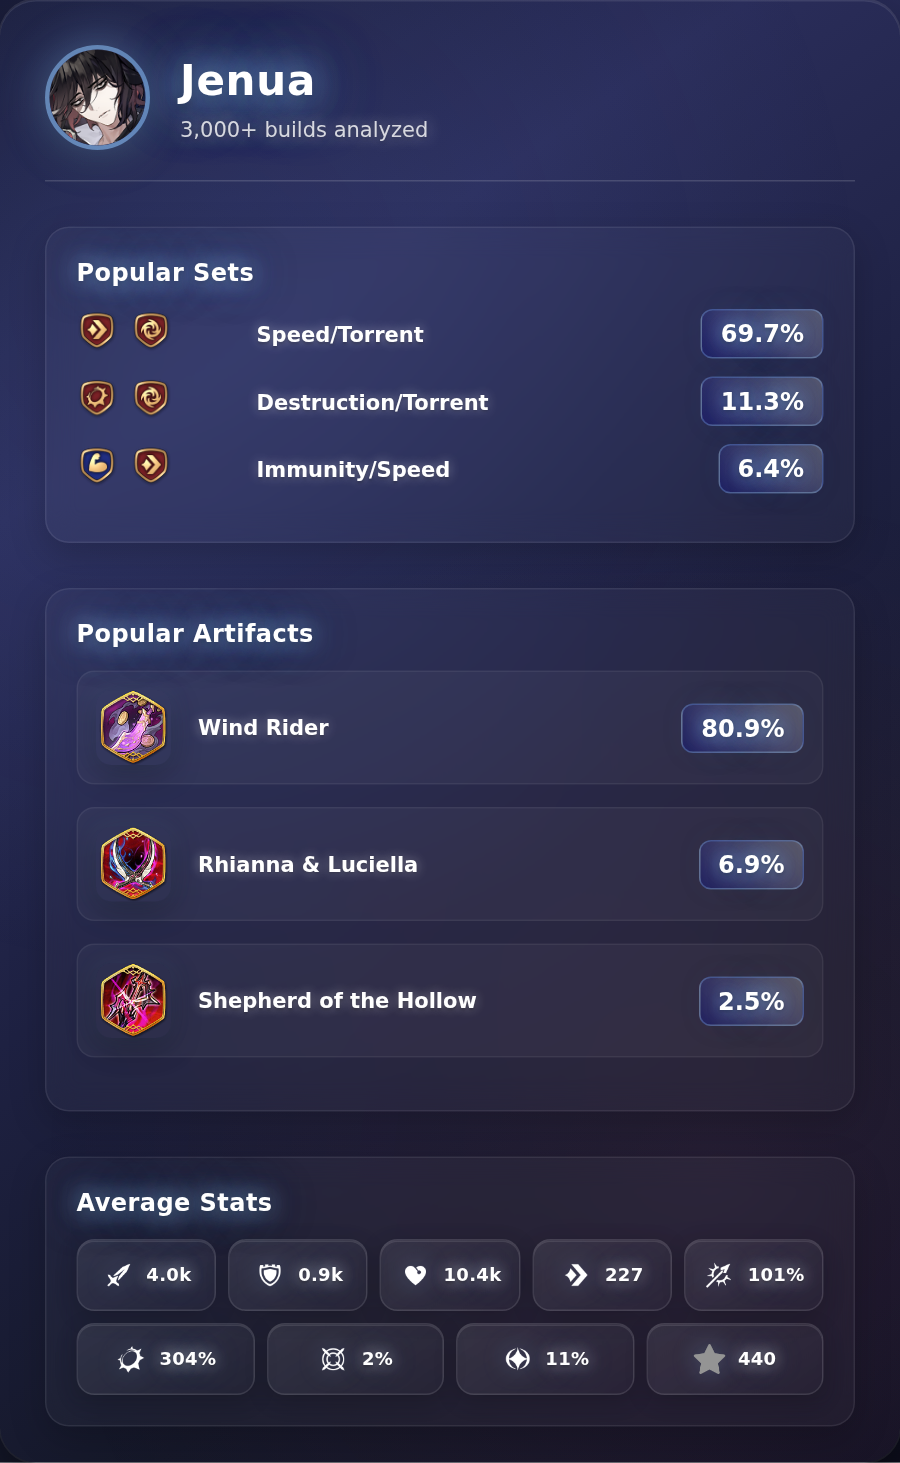 Jenua
3,000+ builds analyzed
Popular Sets
Speed/Torrent 69.7%
Destruction/Torrent 11.3%
Immunity/Speed 6.4%
Popular Artifacts
Wind Rider 80.9%
Rhianna & Luciella 6.9%
Shepherd of the Hollow 2.5%
Average Stats
4.0k 0.9k 10.4k 227 101%
304% 2% 11% 440